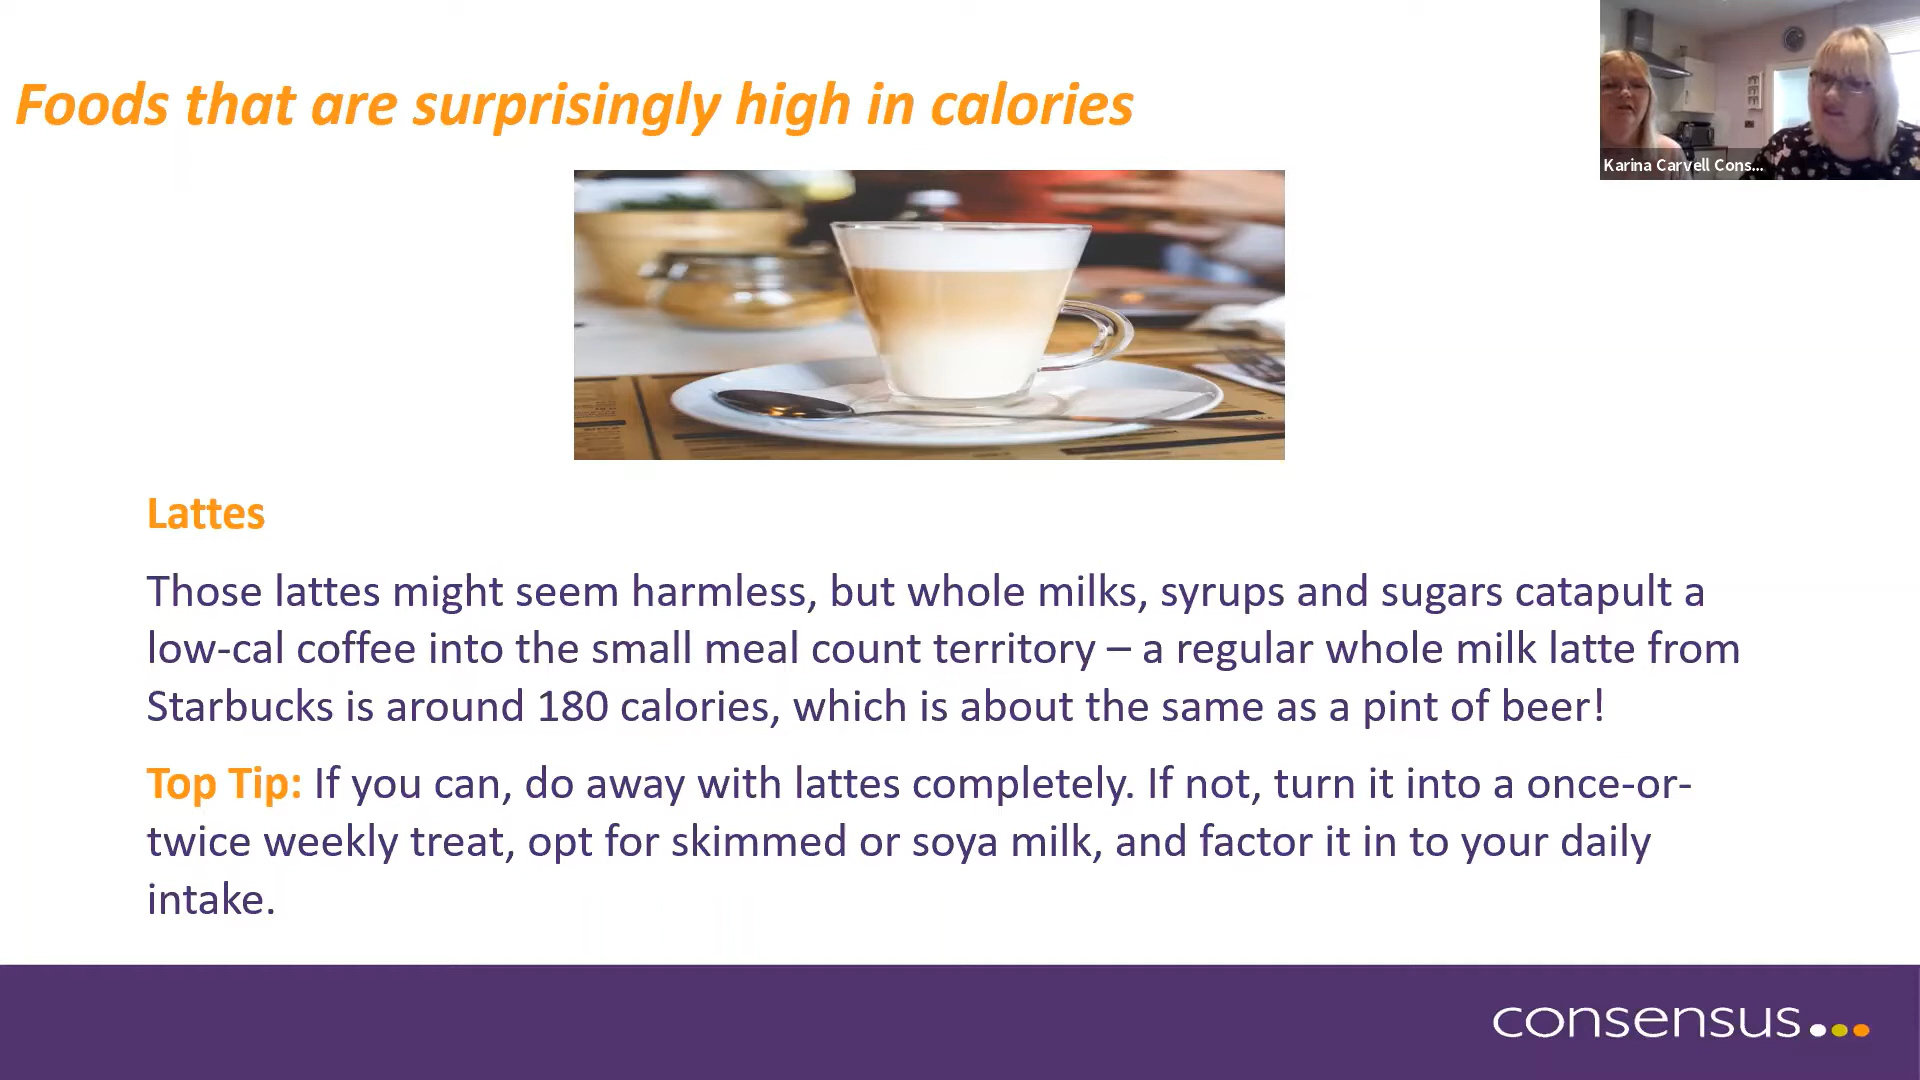 Foods that are surprisingly high in calories
Karina Carvell Cons...
Lattes
Those lattes might seem harmless, but whole milks, syrups and sugars catapult a
low-cal coffee into the small meal count territory – a regular whole milk latte from
Starbucks is around 180 calories, which is about the same as a pint of beer!
Top Tip: If you can, do away with lattes completely. If not, turn it into a once-or-
twice weekly treat, opt for skimmed or soya milk, and factor it in to your daily
intake.
consensus